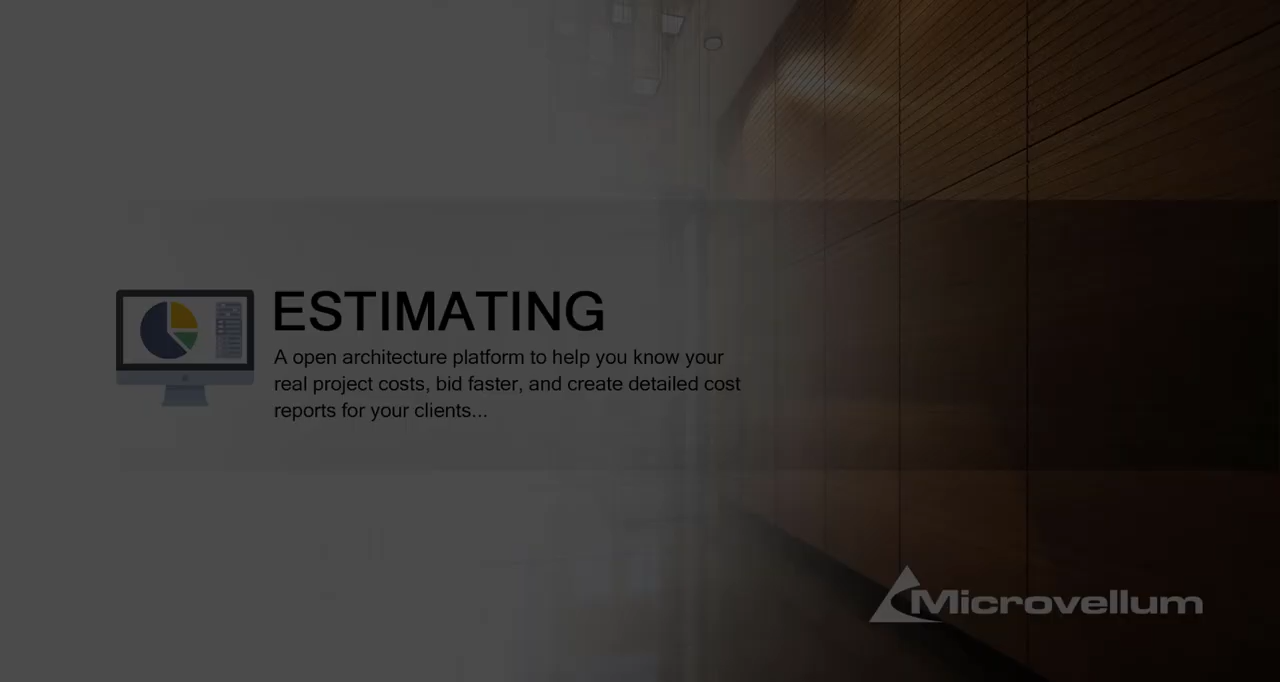 ESTIMATING
A open architecture platform to help you know your
real project costs, bid faster, and create detailed cost
reports for your clients...
Microvellum